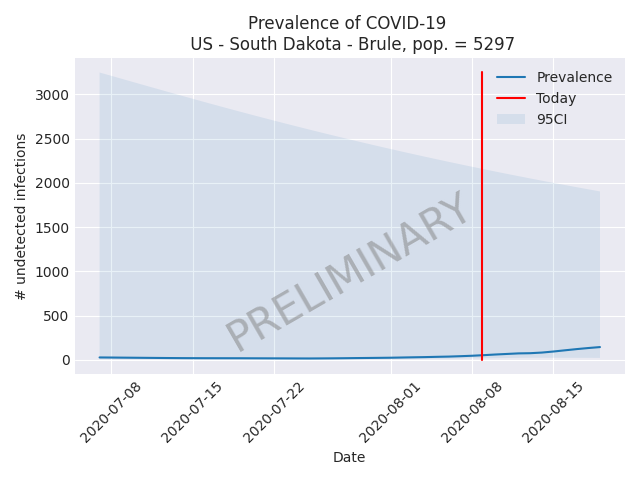 Prevalence of COVID-19
US - South Dakota - Brule, pop. = 5297
Prevalence
Today
95CI
3000
2500
2000
1500
1000
500
0
# undetected infections
PRELIMINARY
2020-07-08
2020-07-15
2020-07-22
2020-08-01
2020-08-08
2020-08-15
Date